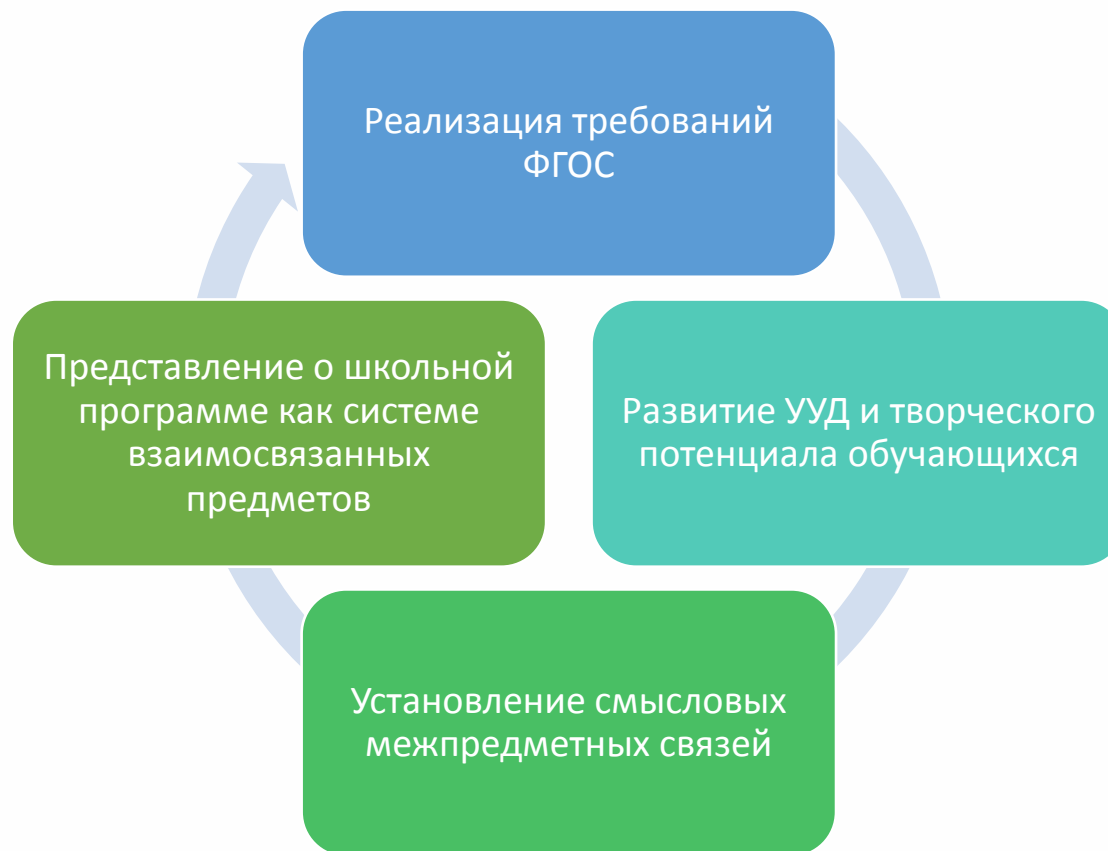 Реализация требований
ФГОС
Представление о школьной
программе как системе
взаимосвязанных
предметов
Развитие УУД и творческого
потенциала обучающихся
Установление смысловых
межпредметных связей